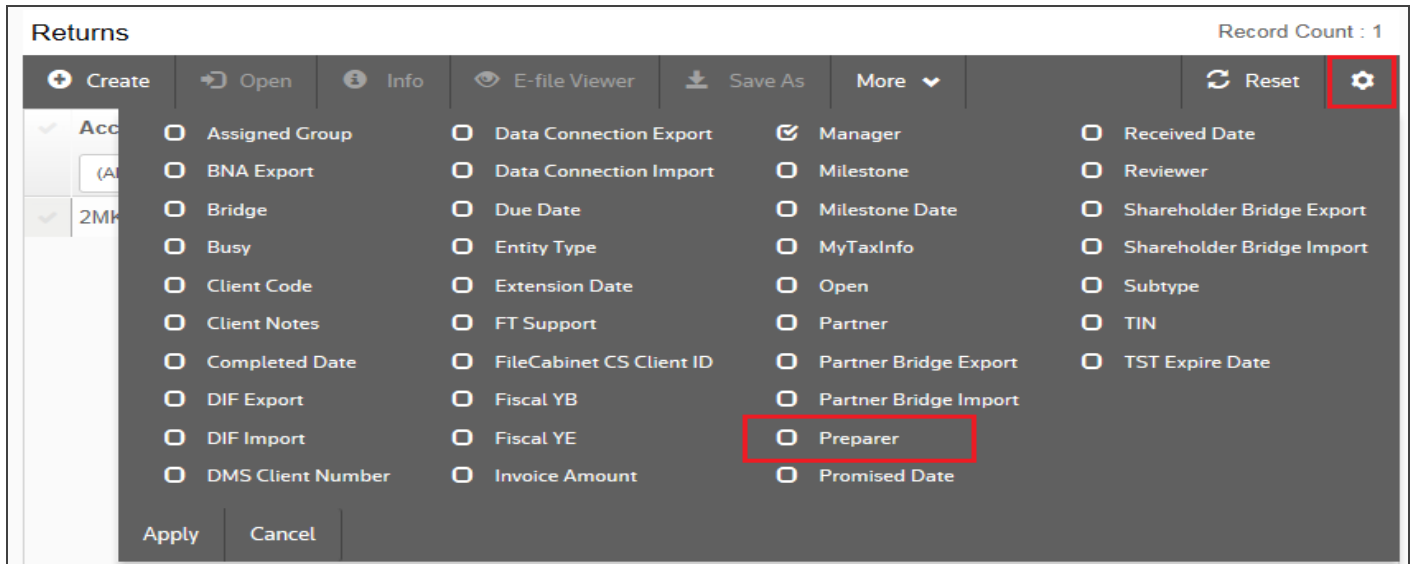 Returns Record Count : 1
Create Open Info E-file Viewer Save As More Reset
Acc Assigned Group Data Connection Export Manager Received Date
(Al BNA Export Data Connection Import Milestone Reviewer
2MK Bridge Due Date Milestone Date Shareholder Bridge Export
Busy Entity Type MyTaxInfo Shareholder Bridge Import
Client Code Extension Date Open Subtype
Client Notes FT Support Partner TIN
Completed Date FileCabinet CS Client ID Partner Bridge Export TST Expire Date
DIF Export Fiscal YB Partner Bridge Import
DIF Import Fiscal YE Preparer
DMS Client Number Invoice Amount Promised Date
Apply Cancel